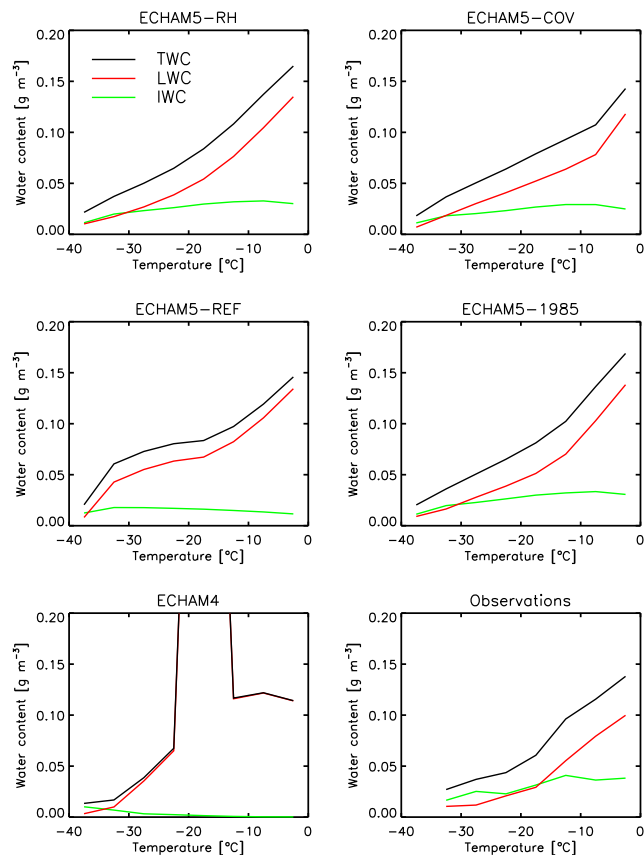 ECHAM5-RH
ECHAM5-COV
Water content [g m⁻³]
0.20
0.15
0.10
0.05
0.00
TWC
LWC
IWC
-40 -30 -20 -10 0
Temperature [°C]
Water content [g m⁻³]
0.20
0.15
0.10
0.05
0.00
-40 -30 -20 -10 0
Temperature [°C]
ECHAM5-REF
ECHAM5-1985
Water content [g m⁻³]
0.20
0.15
0.10
0.05
0.00
-40 -30 -20 -10 0
Temperature [°C]
Water content [g m⁻³]
0.20
0.15
0.10
0.05
0.00
-40 -30 -20 -10 0
Temperature [°C]
ECHAM4
Observations
Water content [g m⁻³]
0.20
0.15
0.10
0.05
0.00
-40 -30 -20 -10 0
Temperature [°C]
Water content [g m⁻³]
0.20
0.15
0.10
0.05
0.00
-40 -30 -20 -10 0
Temperature [°C]